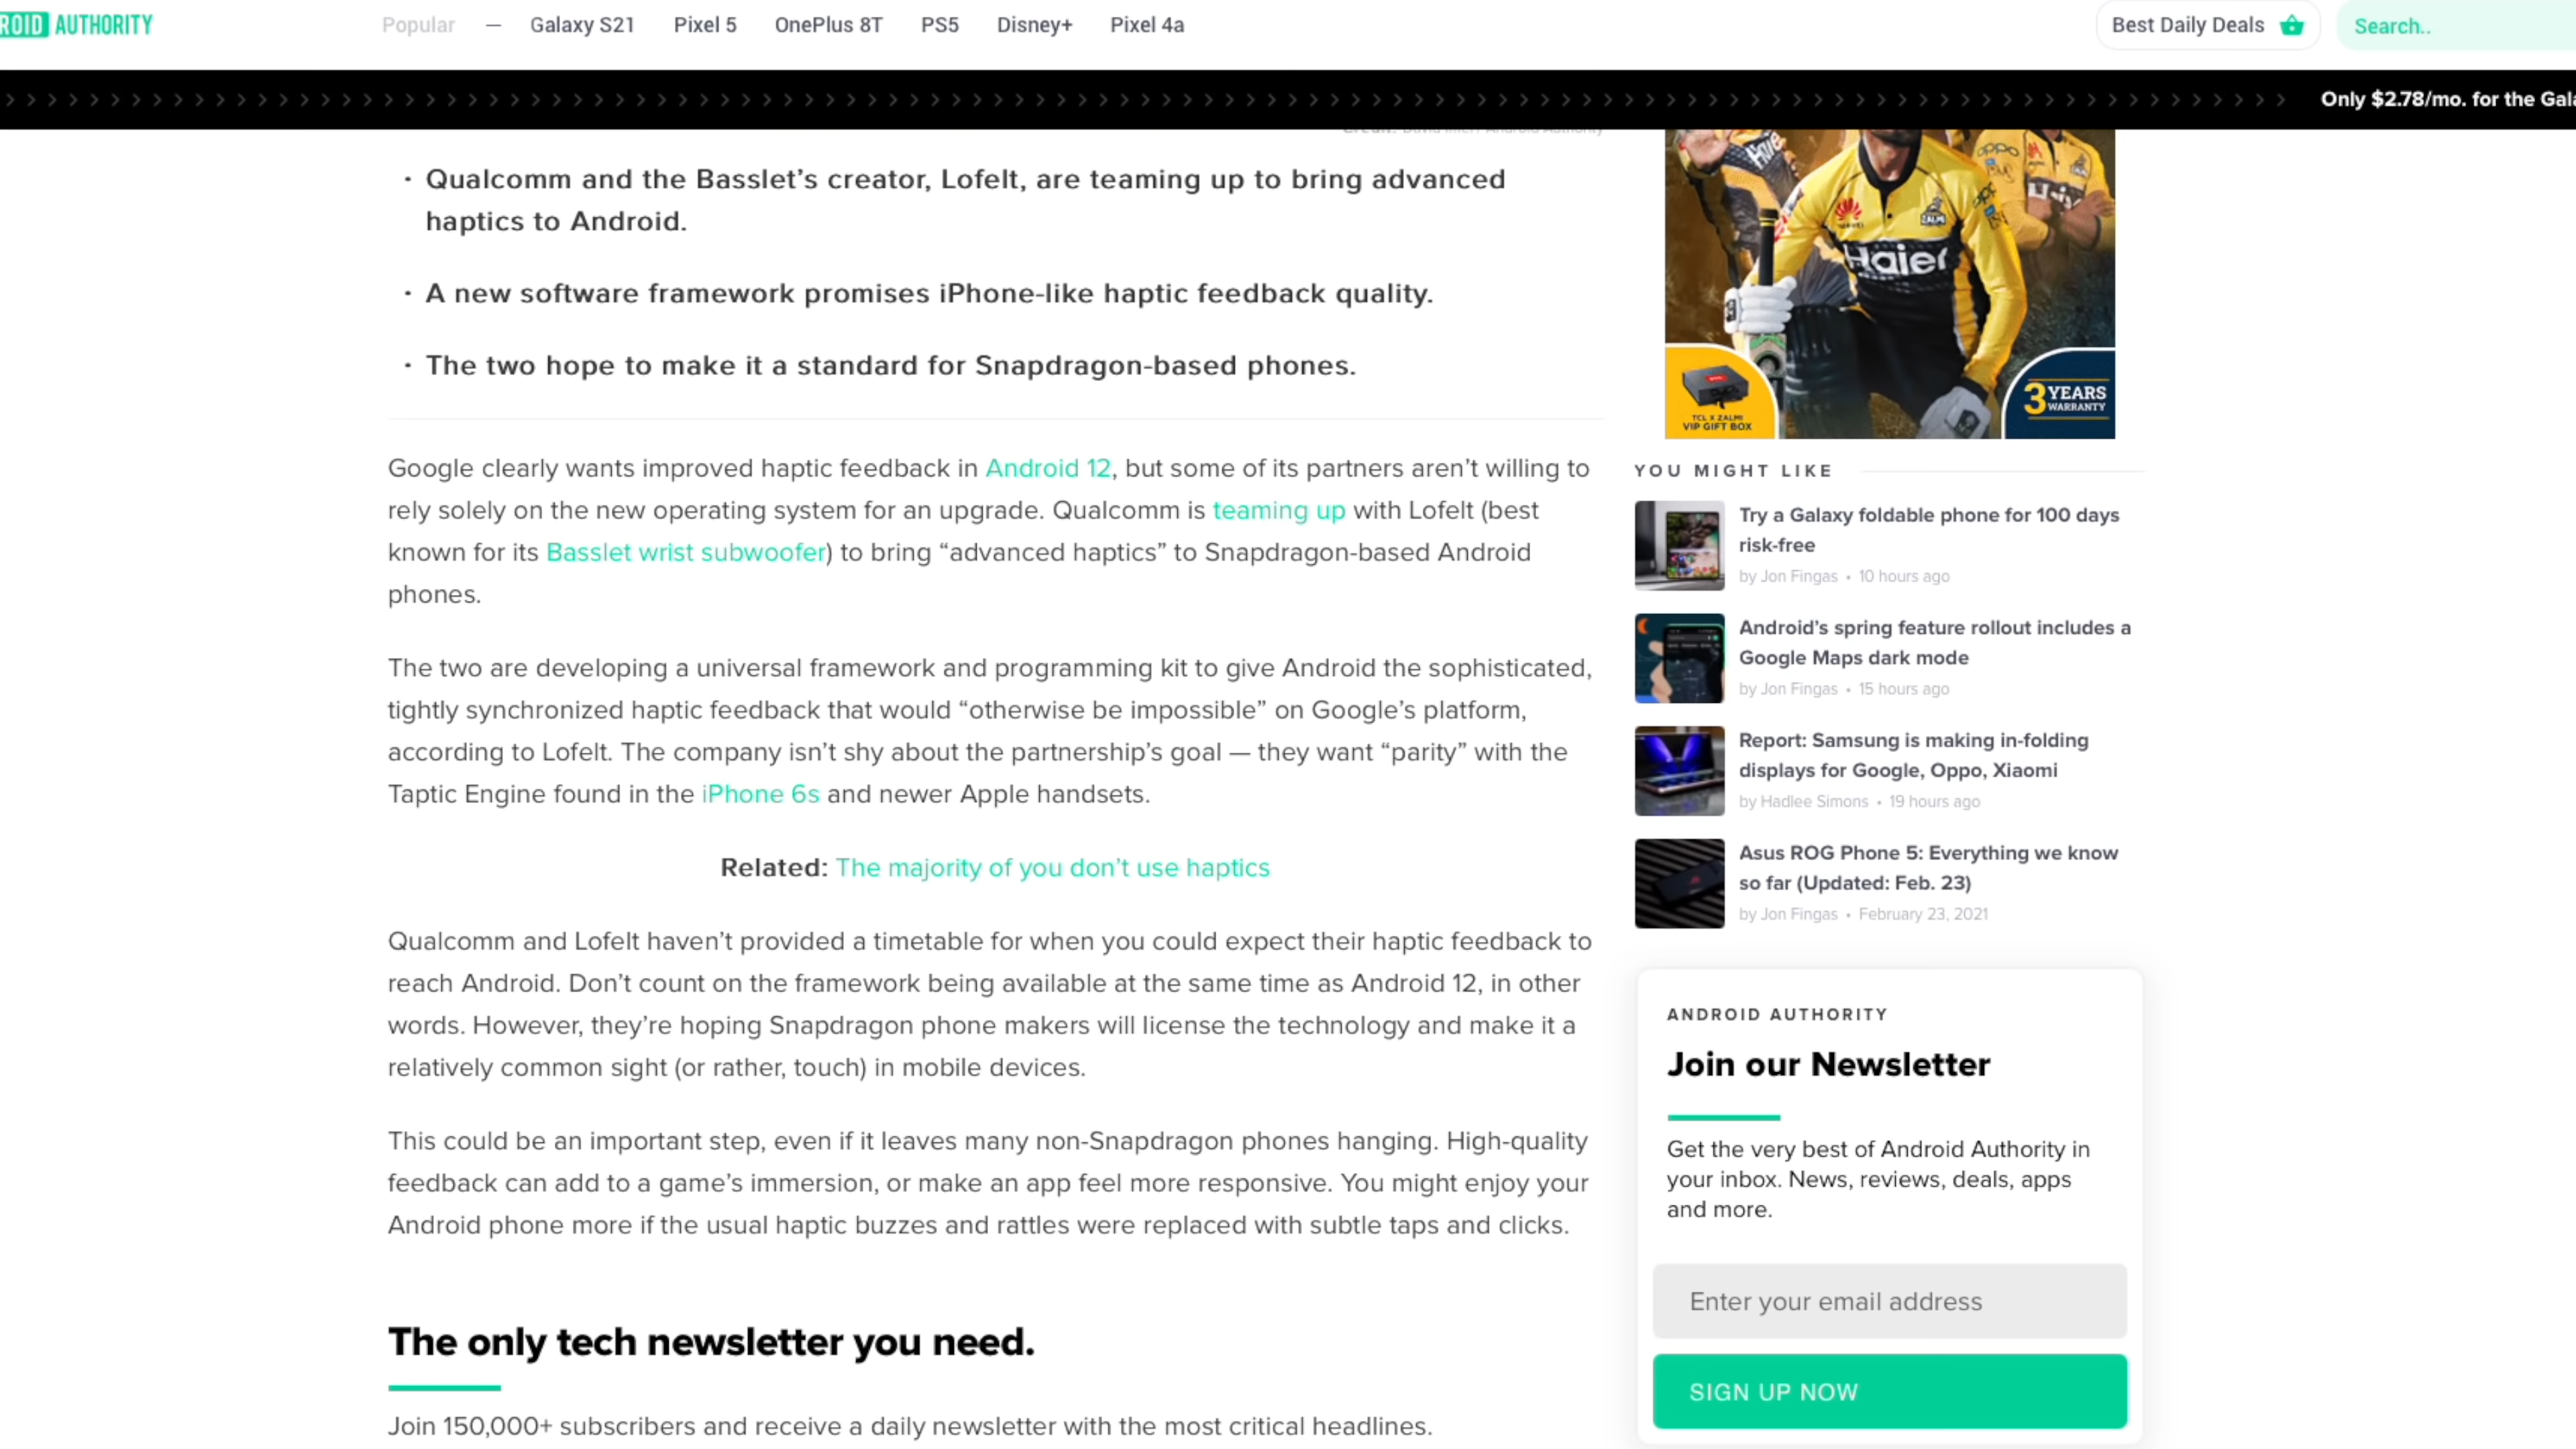 ROID AUTHORITY
Popular — Galaxy S21 Pixel 5 OnePlus 8T PS5 Disney+ Pixel 4a
Best Daily Deals
Search..
Only $2.78/mo. for the Gala
· Qualcomm and the Basslet’s creator, Lofelt, are teaming up to bring advanced
haptics to Android.
· A new software framework promises iPhone-like haptic feedback quality.
· The two hope to make it a standard for Snapdragon-based phones.
Google clearly wants improved haptic feedback in Android 12, but some of its partners aren’t willing to
rely solely on the new operating system for an upgrade. Qualcomm is teaming up with Lofelt (best
known for its Basslet wrist subwoofer) to bring “advanced haptics” to Snapdragon-based Android
phones.
The two are developing a universal framework and programming kit to give Android the sophisticated,
tightly synchronized haptic feedback that would “otherwise be impossible” on Google’s platform,
according to Lofelt. The company isn’t shy about the partnership’s goal — they want “parity” with the
Taptic Engine found in the iPhone 6s and newer Apple handsets.
Related: The majority of you don’t use haptics
Qualcomm and Lofelt haven’t provided a timetable for when you could expect their haptic feedback to
reach Android. Don’t count on the framework being available at the same time as Android 12, in other
words. However, they’re hoping Snapdragon phone makers will license the technology and make it a
relatively common sight (or rather, touch) in mobile devices.
This could be an important step, even if it leaves many non-Snapdragon phones hanging. High-quality
feedback can add to a game’s immersion, or make an app feel more responsive. You might enjoy your
Android phone more if the usual haptic buzzes and rattles were replaced with subtle taps and clicks.
The only tech newsletter you need.
Join 150,000+ subscribers and receive a daily newsletter with the most critical headlines.
Haier
oppo
HUAWEI
ZALMI
Haier
TCL X ZALMI
VIP GIFT BOX
3 YEARS
WARRANTY
YOU MIGHT LIKE
Try a Galaxy foldable phone for 100 days
risk-free
by Jon Fingas • 10 hours ago
Android’s spring feature rollout includes a
Google Maps dark mode
by Jon Fingas • 15 hours ago
Report: Samsung is making in-folding
displays for Google, Oppo, Xiaomi
by Hadlee Simons • 19 hours ago
Asus ROG Phone 5: Everything we know
so far (Updated: Feb. 23)
by Jon Fingas • February 23, 2021
ANDROID AUTHORITY
Join our Newsletter
Get the very best of Android Authority in
your inbox. News, reviews, deals, apps
and more.
Enter your email address
SIGN UP NOW